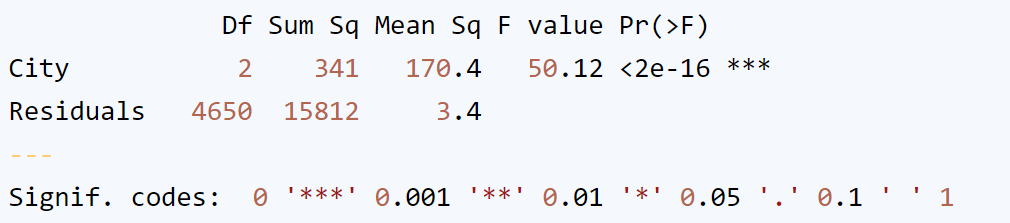 Df Sum Sq Mean Sq F value Pr(>F)
City 2 341 170.4 50.12 <2e-16 ***
Residuals 4650 15812 3.4
---
Signif. codes: 0 '***' 0.001 '**' 0.01 '*' 0.05 '.' 0.1 ' ' 1